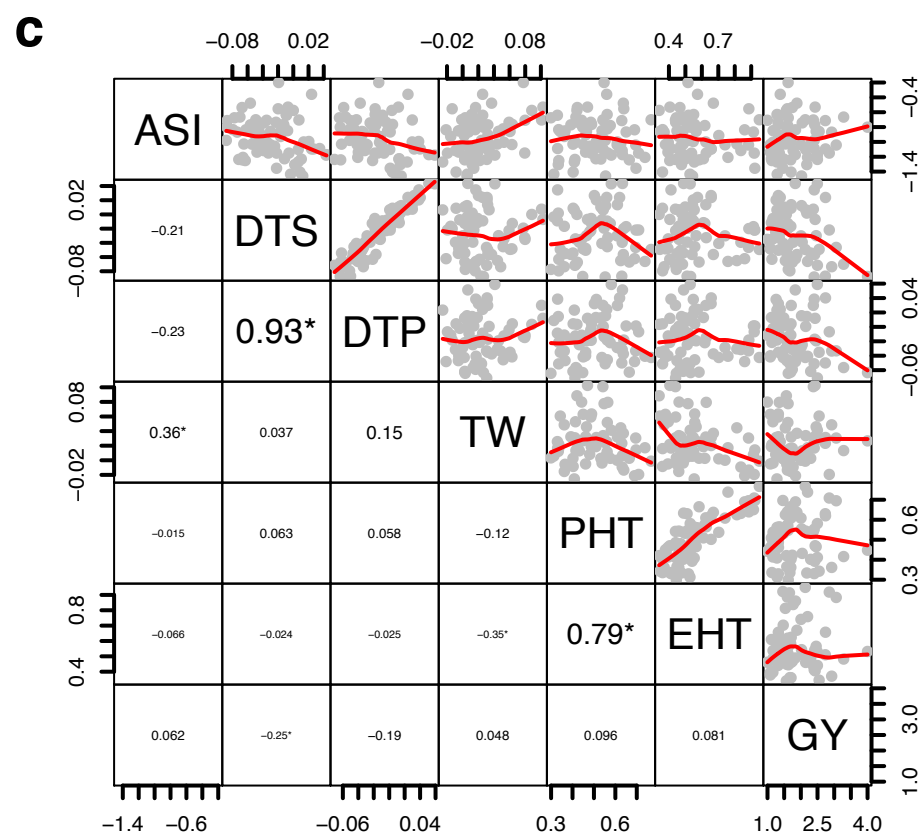 c
−0.08 0.02 −0.02 0.08 0.4 0.7
ASI −1.4 −0.4
−0.08 0.02 −0.21 DTS
−0.23 0.93* DTP −0.06 0.04
−0.02 0.08 0.36* 0.037 0.15 TW
−0.015 0.063 0.058 −0.12 PHT 0.3 0.6
0.4 0.8 −0.066 −0.024 −0.025 −0.35* 0.79* EHT
0.062 −0.25* −0.19 0.048 0.096 0.081 GY 1.0 3.0
−1.4 −0.6 −0.06 0.04 0.3 0.6 1.0 2.5 4.0